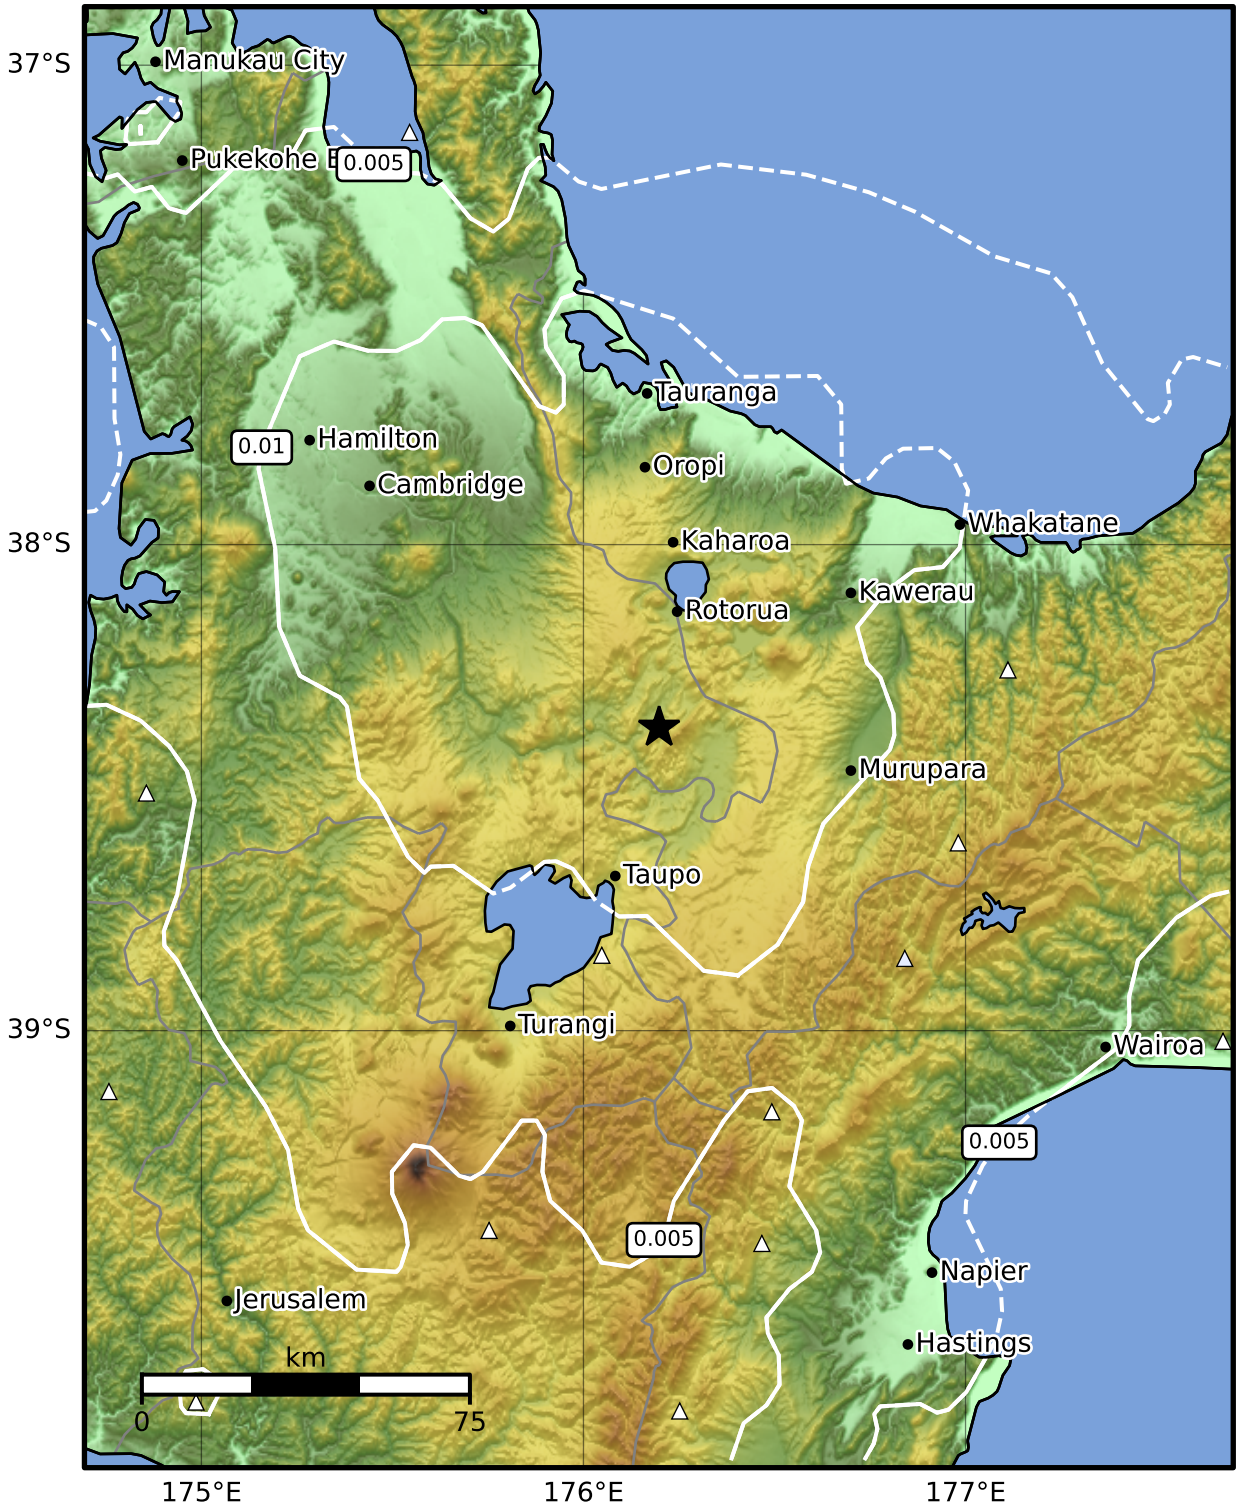 37°S
Manukau City
Pukekohe E
0.005
Tauranga
0.01
Hamilton
Oropi
Cambridge
Whakatane
38°S
Kaharoa
Kawerau
Rotorua
Murupara
Taupo
39°S
Turangi
Wairoa
0.005
0.005
Napier
Jerusalem
Hastings
km
0 75
175°E 176°E 177°E